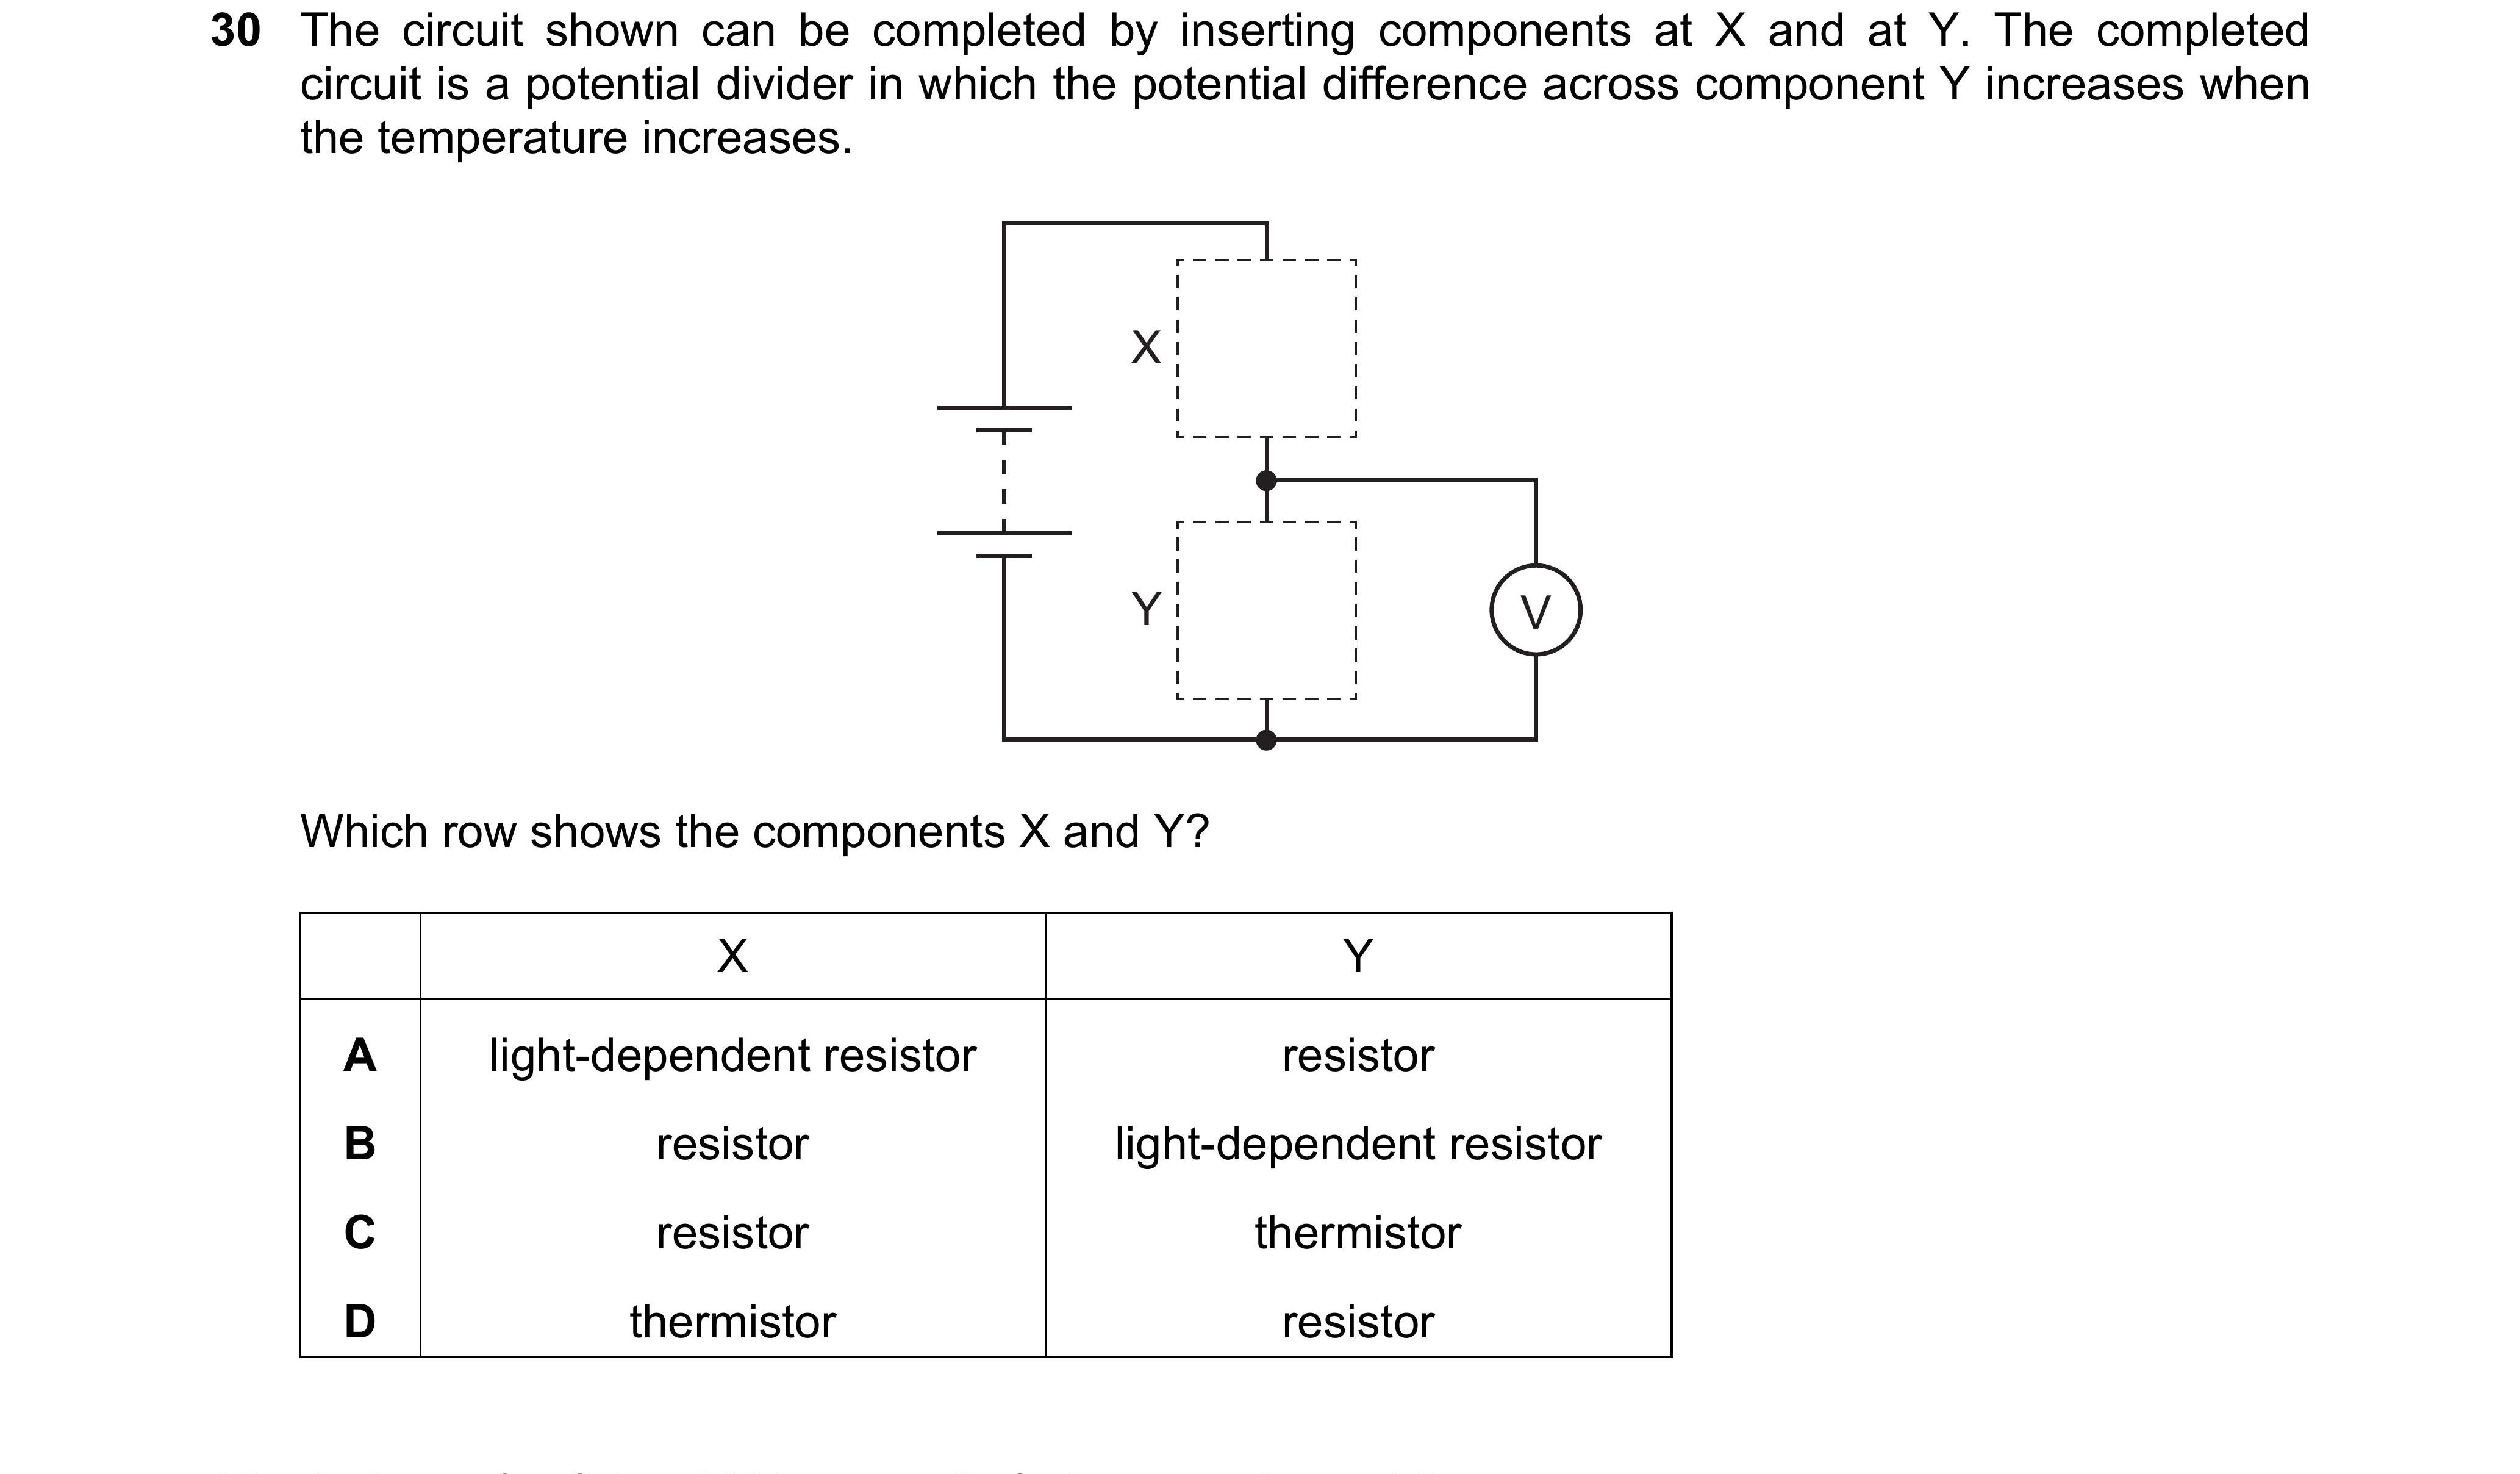 30 The circuit shown can be completed by inserting components at X and at Y. The completed
circuit is a potential divider in which the potential difference across component Y increases when
the temperature increases.
X
Y
V
Which row shows the components X and Y?
X Y
A light-dependent resistor resistor
B resistor light-dependent resistor
C resistor thermistor
D thermistor resistor